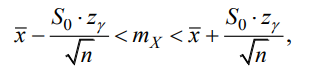 x̅ − S₀ · z_γ / √n < m_X < x̅ + S₀ · z_γ / √n ,